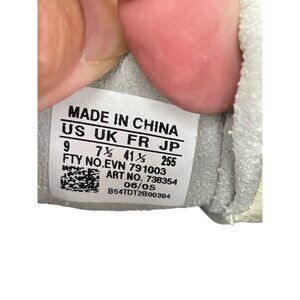 MADE IN CHINA
US UK FR JP
9 7½ 41⅓ 255
FTY NO.EVN 791003
ART NO. 738354
06/05
B54TDT2B00384